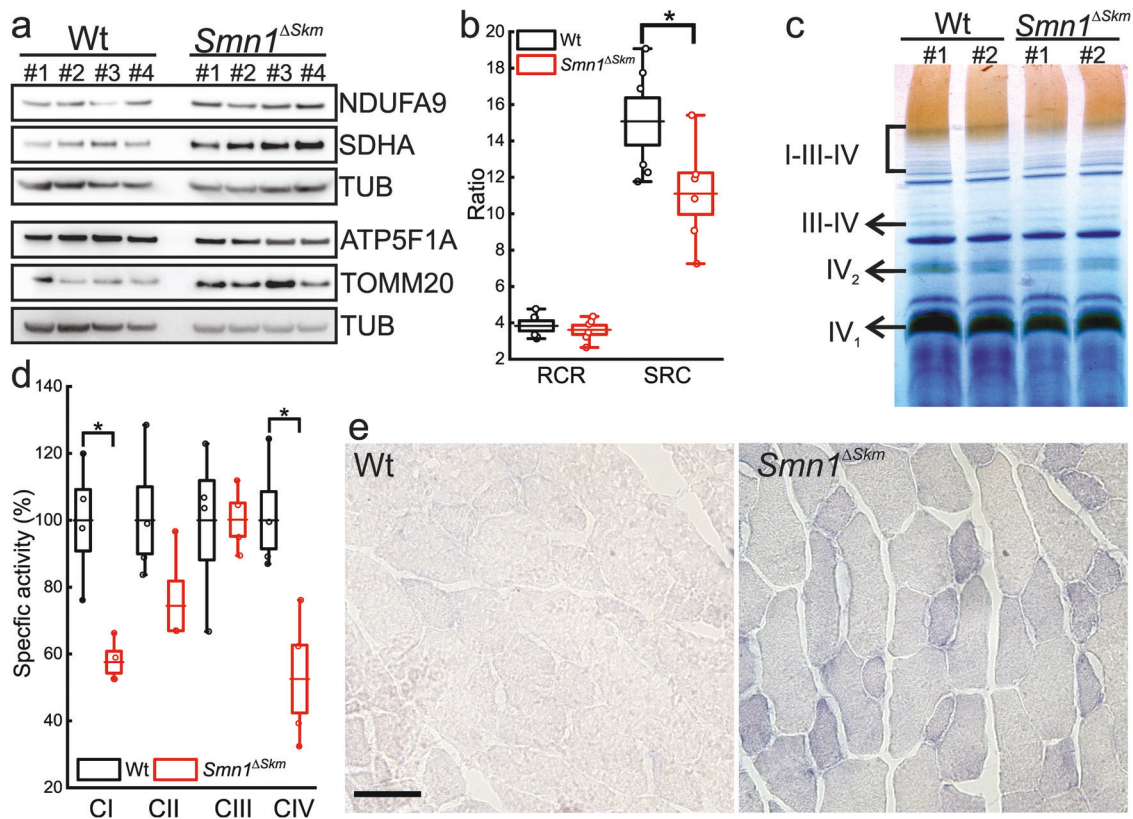 a
Wt Smn1ΔSkm
#1 #2 #3 #4 #1 #2 #3 #4
NDUFA9
SDHA
TUB
ATP5F1A
TOMM20
TUB
b
*
20
18
16
14
12
10
8
6
4
2
Ratio
Wt
Smn1ΔSkm
RCR SRC
c
Wt Smn1ΔSkm
#1 #2 #1 #2
I-III-IV
III-IV
IV2
IV1
d
140
120
100
80
60
40
20
Specfic activity (%)
* *
Wt Smn1ΔSkm
CI CII CIII CIV
e
Wt
Smn1ΔSkm